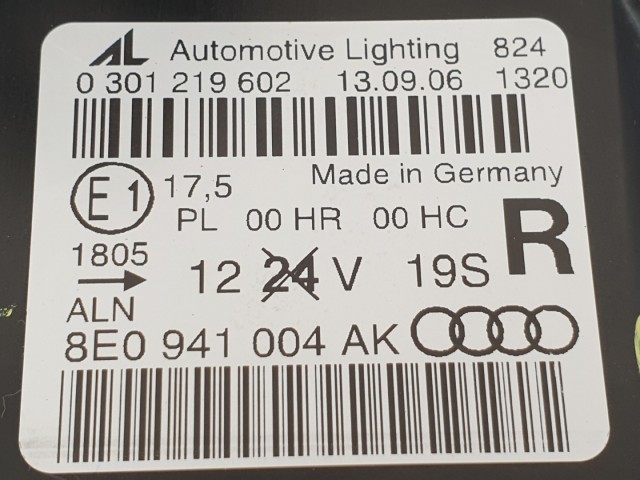 AL Automotive Lighting 824
0 301 219 602 13.09.06 1320
E1 17,5 Made in Germany
PL 00 HR 00 HC R
1805
12 24 V 19S
ALN
8E0 941 004 AK